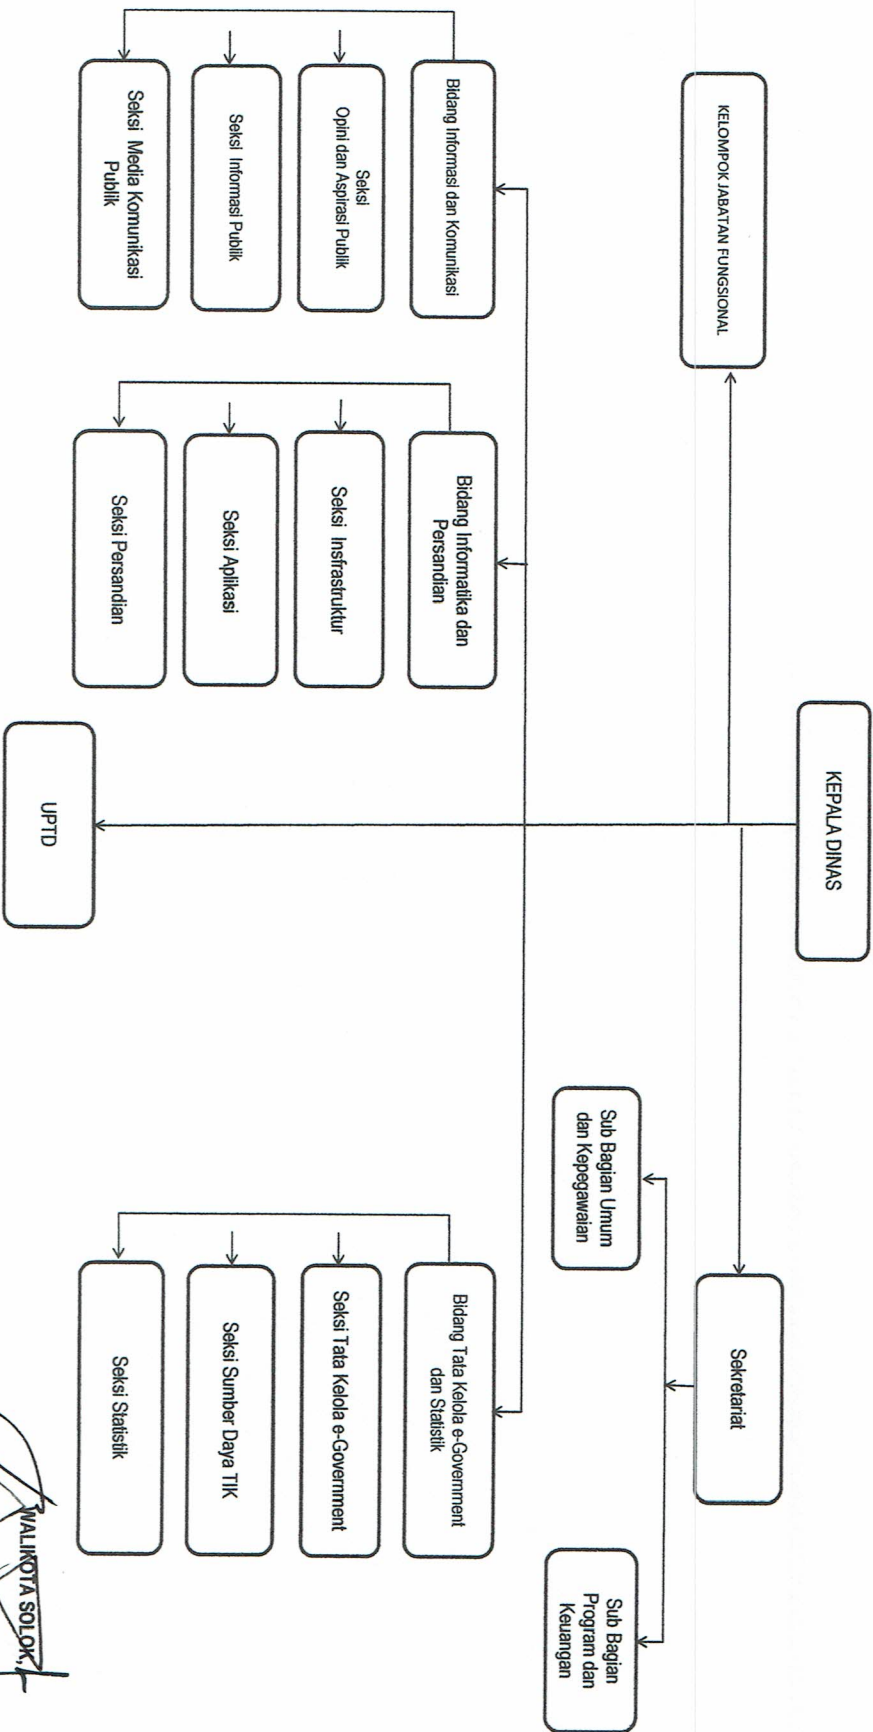 KEPALA DINAS
KELOMPOK JABATAN FUNGSIONAL
Sekretariat
Sub Bagian Umum
dan Kepegawaian
Sub Bagian
Program dan
Keuangan
Bidang Informasi dan Komunikasi
Seksi
Opini dan Aspirasi Publik
Seksi Informasi Publik
Seksi Media Komunikasi
Publik
Bidang Informatika dan
Persandian
Seksi Insfrastruktur
Seksi Aplikasi
Seksi Persandian
Bidang Tata Kelola e-Government
dan Statistik
Seksi Tata Kelola e-Government
Seksi Sumber Daya TIK
Seksi Statistik
UPTD
WALIKOTA SOLOK,